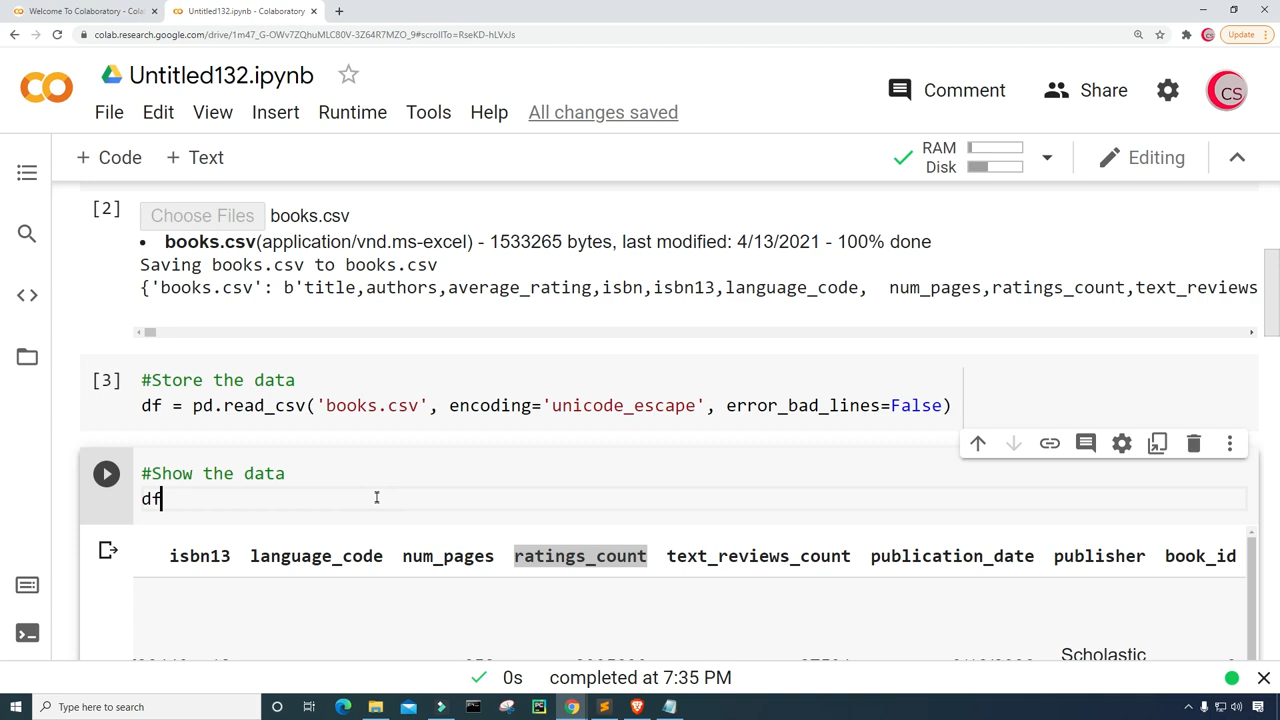 Welcome To Colaboratory - Cola
Untitled132.ipynb - Colaboratory
colab.research.google.com/drive/1m47_G-OWv7ZQhuMLC80V-3Z64R7MZO_9#scrollTo=RseKD-hLVxJs
Update
Untitled132.ipynb
Comment
Share
CS
File Edit View Insert Runtime Tools Help All changes saved
+ Code + Text
RAM
Disk
Editing
[2]
Choose Files books.csv
• books.csv(application/vnd.ms-excel) - 1533265 bytes, last modified: 4/13/2021 - 100% done
Saving books.csv to books.csv
{'books.csv': b'title,authors,average_rating,isbn,isbn13,language_code,  num_pages,ratings_count,text_reviews
[3] #Store the data
df = pd.read_csv('books.csv', encoding='unicode_escape', error_bad_lines=False)
#Show the data
df
isbn13 language_code num_pages ratings_count text_reviews_count publication_date publisher book_id
Scholastic
0s completed at 7:35 PM
Type here to search